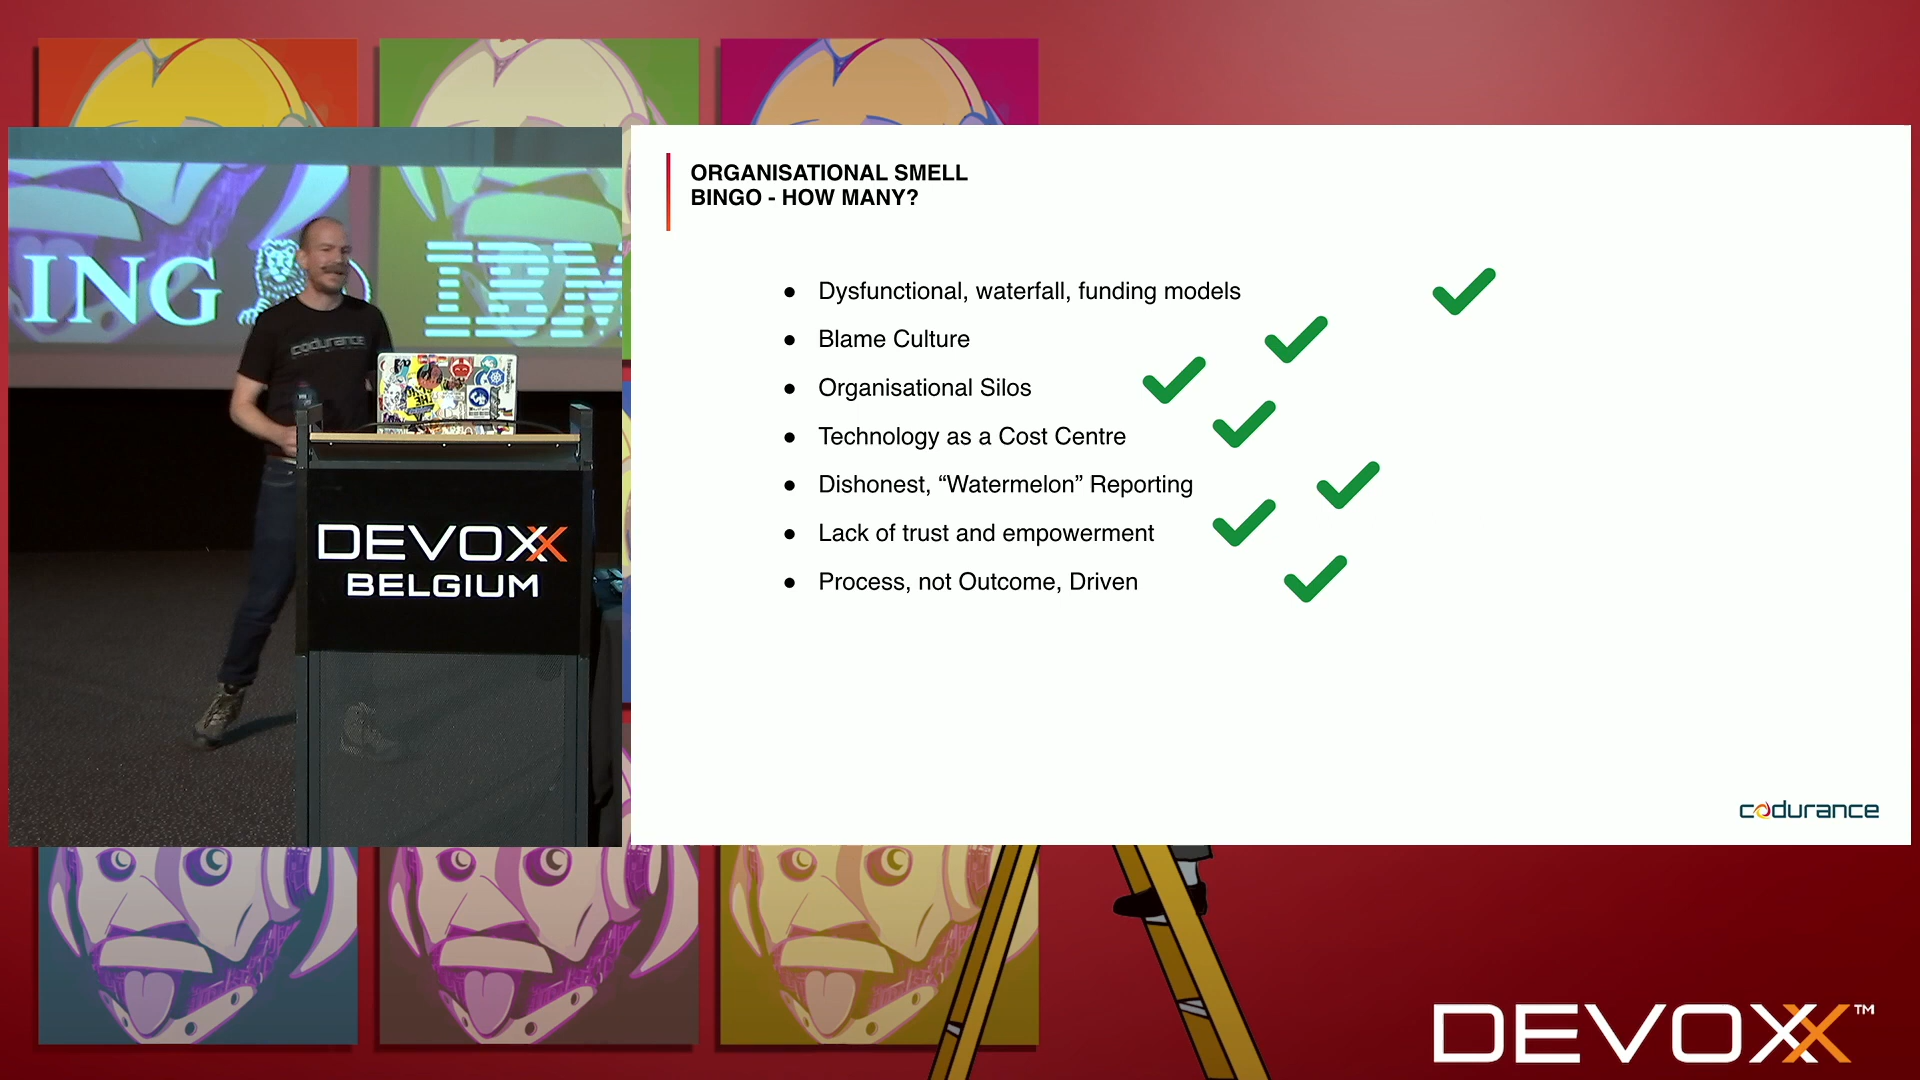 ING
IBM
codurance
DEVOXX
BELGIUM
ORGANISATIONAL SMELL
BINGO - HOW MANY?
● Dysfunctional, waterfall, funding models
● Blame Culture
● Organisational Silos
● Technology as a Cost Centre
● Dishonest, “Watermelon” Reporting
● Lack of trust and empowerment
● Process, not Outcome, Driven
codurance
DEVOXX™